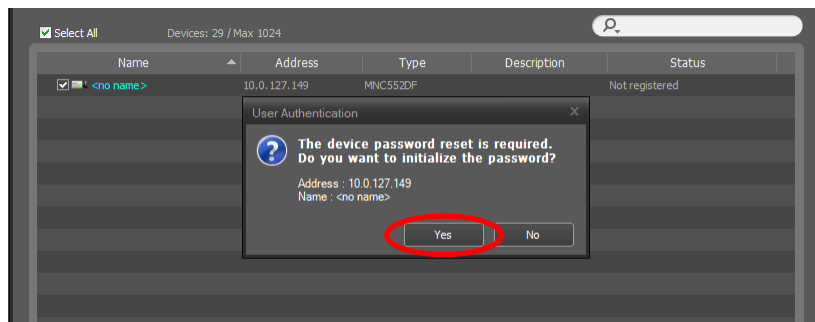 Select All
Devices: 29 / Max 1024
Name Address Type Description Status
<no name> 10.0.127.149 MNC552DF Not registered
User Authentication X
The device password reset is required.
Do you want to initialize the password?
Address : 10.0.127.149
Name : <no name>
Yes No